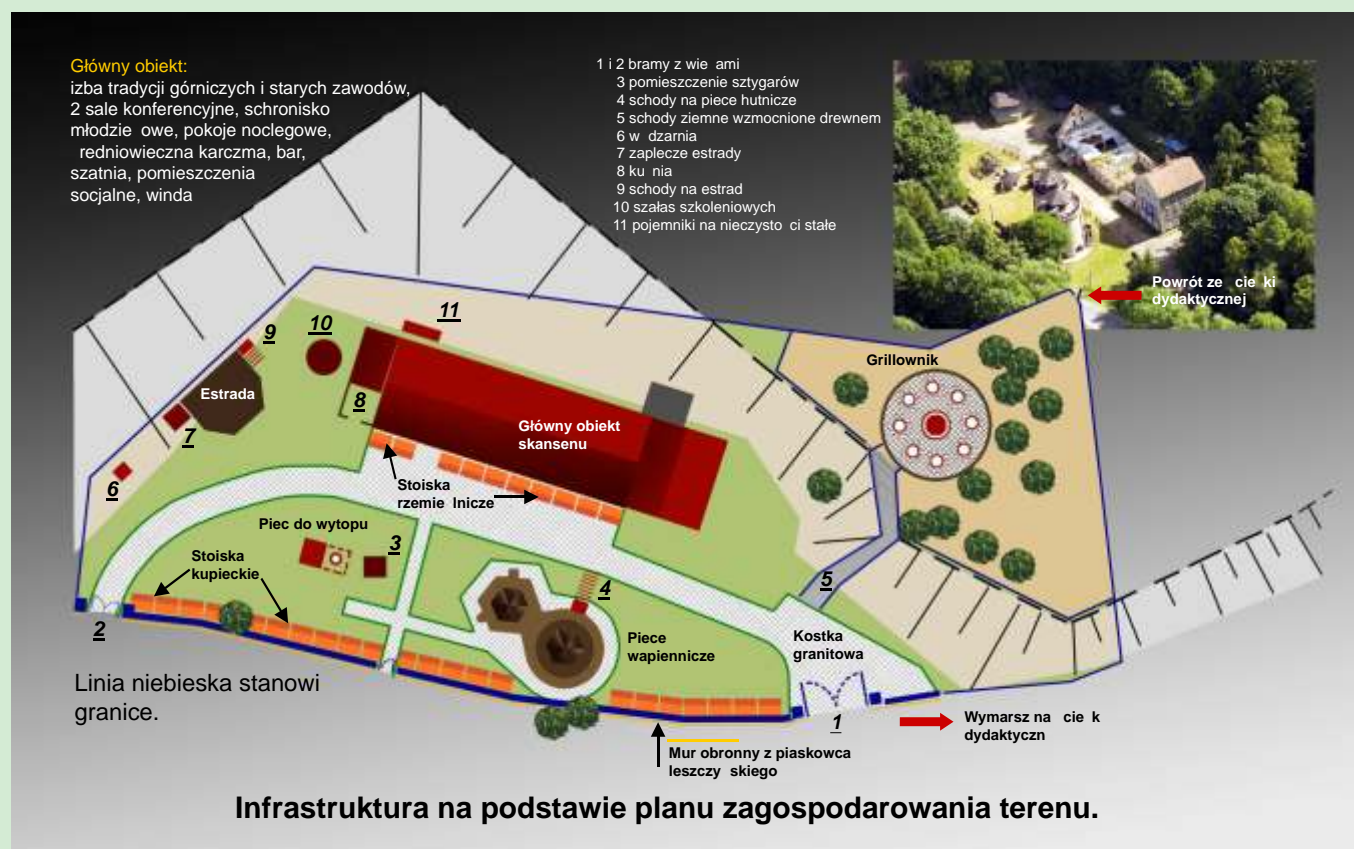 Główny obiekt:
izba tradycji górniczych i starych zawodów,
2 sale konferencyjne, schronisko
młodzie owe, pokoje noclegowe,
redniowieczna karczma, bar,
szatnia, pomieszczenia
socjalne, winda
1 i 2 bramy z wie ami
3 pomieszczenie sztygarów
4 schody na piece hutnicze
5 schody ziemne wzmocnione drewnem
6 w dzarnia
7 zaplecze estrady
8 ku nia
9 schody na estrad
10 szałas szkoleniowych
11 pojemniki na nieczysto ci stałe
Powrót ze cie ki
dydaktycznej
Grillownik
11
10
9
Estrada
8
7
6
Główny obiekt
skansenu
Stoiska
rzemie lnicze
Piec do wytopu
3
Stoiska
kupieckie
4
5
2
Piece
wapiennicze
Kostka
granitowa
Linia niebieska stanowi
granice.
1
Wymarsz na cie k
dydaktyczn
Mur obronny z piaskowca
leszczy skiego
Infrastruktura na podstawie planu zagospodarowania terenu.